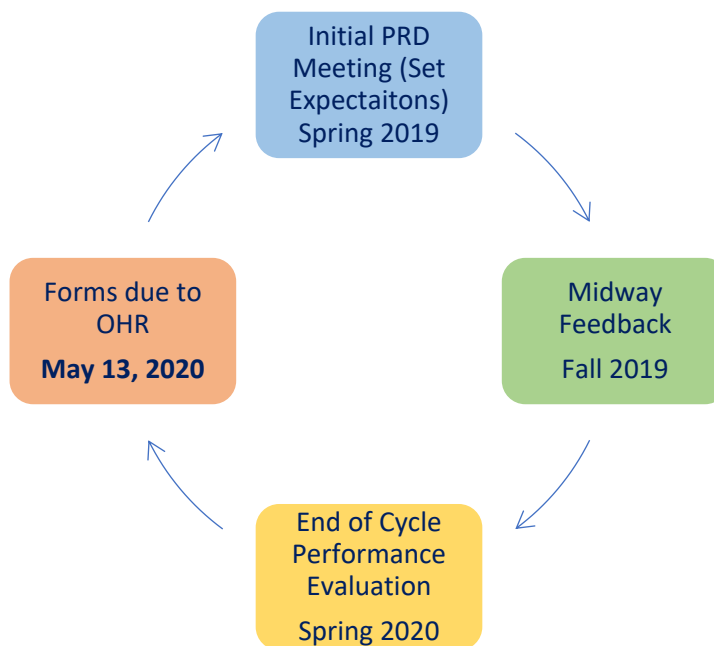 Initial PRD
Meeting (Set
Expectaitons)
Spring 2019
Midway
Feedback
Fall 2019
End of Cycle
Performance
Evaluation
Spring 2020
Forms due to
OHR
May 13, 2020